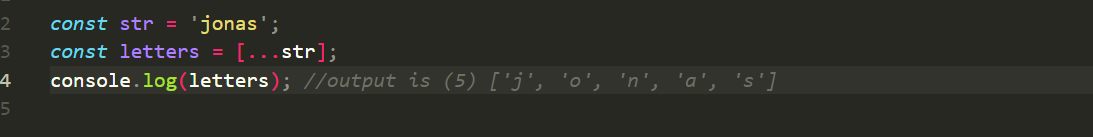 2 const str = 'jonas';
3 const letters = [...str];
4 console.log(letters); //output is (5) ['j', 'o', 'n', 'a', 's']
5